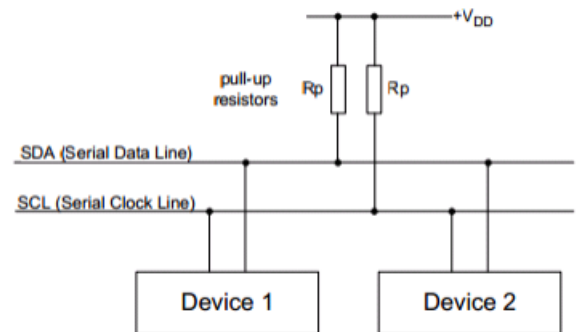 +VDD
pull-up
resistors
Rp
Rp
SDA (Serial Data Line)
SCL (Serial Clock Line)
Device 1
Device 2